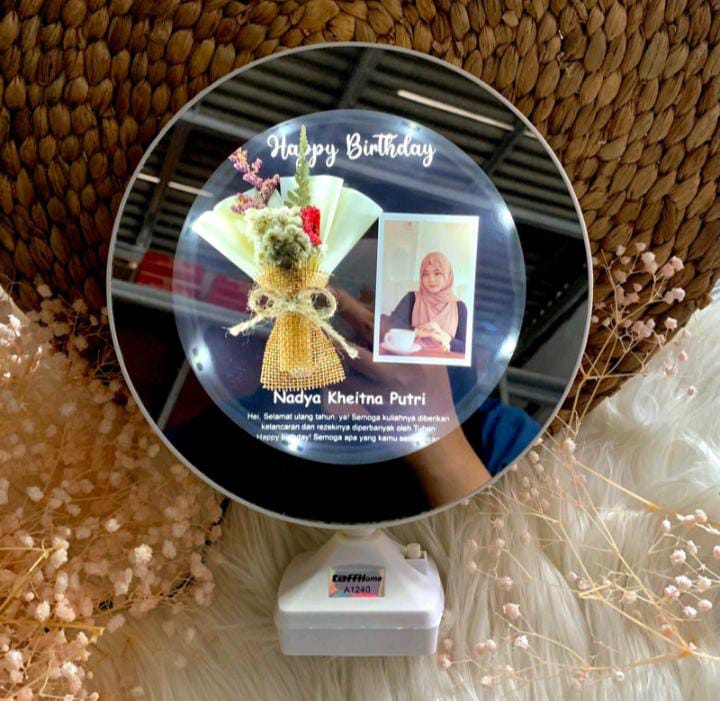 Happy Birthday
Nadya Kheitna Putri
Hei, Selamat ulang tahun, ya! Semoga kuliahnya diberikan
kelancaran dan rezekinya diperbanyak oleh Tuhan
Happy birthday! Semoga apa yang kamu
taffHome
A1240